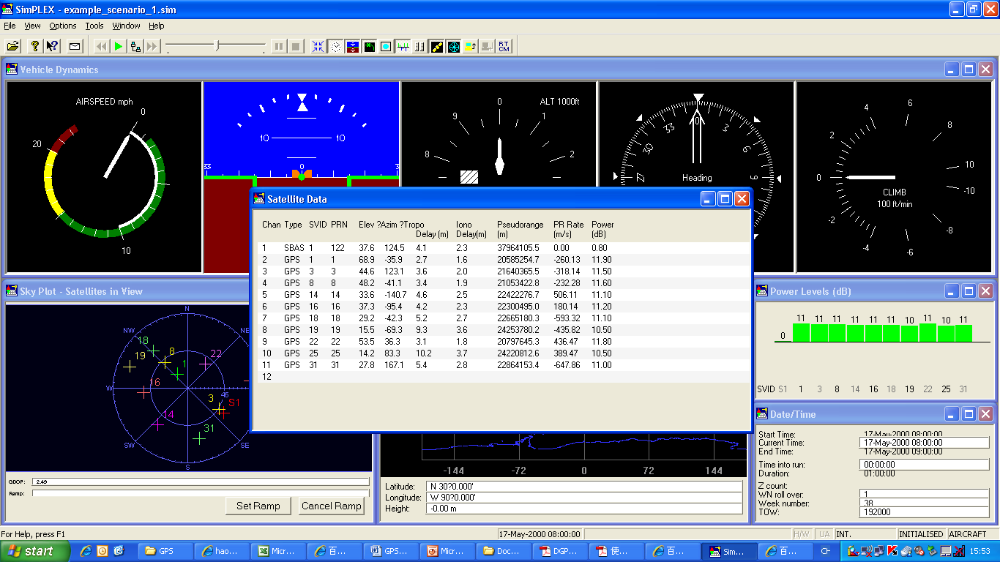 SimPLEX - example_scenario_1.sim
File View Options Tools Window Help
RT
CM
Vehicle Dynamics
AIRSPEED mph
0
20
10
10 10
33 0 3
ALT 1000ft
0
9 1
8 2
0
33 3
30 6
27 9
Heading
4 6 8
2 10
0 -10
CLIMB
100 ft/min
-2 -8
-4 -6
Satellite Data
Chan Type SVID PRN Elev ?Azim ?Tropo Iono Pseudorange PR Rate Power
Delay (m) Delay(m) (m) (m/s) (dB)
1 SBAS 1 122 37.6 124.5 4.1 2.3 37964105.5 0.00 0.80
2 GPS 1 1 68.9 -35.9 2.7 1.6 20585254.7 -260.13 11.90
3 GPS 3 3 44.6 123.1 3.6 2.0 21640365.5 -318.14 11.50
4 GPS 8 8 48.2 -41.1 3.4 1.9 21053422.8 -232.28 11.60
5 GPS 14 14 33.6 -140.7 4.6 2.5 22422276.7 506.11 11.10
6 GPS 16 16 37.3 -95.4 4.2 2.3 22300495.0 180.14 11.20
7 GPS 18 18 29.2 -42.3 5.2 2.7 22665180.3 -593.32 11.10
8 GPS 19 19 15.5 -69.3 9.3 3.6 24253780.2 -435.82 10.50
9 GPS 22 22 53.5 36.3 3.1 1.8 20797645.3 436.47 11.80
10 GPS 25 25 14.2 83.3 10.2 3.7 24220812.6 389.47 10.50
11 GPS 31 31 27.8 167.1 5.4 2.8 22864153.4 -647.86 11.00
12
Sky Plot - Satellites in View
N
NW NE
18
8 22
19 1
W 16
45
3 S1
14
31
SW SE
S
GDOP: 2.49
Ramp:
Set Ramp Cancel Ramp
-144 -72 0 72 144
Latitude: N 30?0.000'
Longitude: W 90?0.000'
Height: -0.00 m
Power Levels (dB)
0 11 11 11 11 11 11 10 11 10 11
SVID S1 1 3 8 14 16 18 19 22 25 31
Date/Time
Start Time: 17-May-2000 08:00:00
Current Time: 17-May-2000 08:00:00
End Time: 17-May-2000 09:00:00
Time into run: 00:00:00
Duration: 01:00:00
Z count:
WN roll over: 1
Week number: 38
TOW: 192000
For Help, press F1 17-May-2000 08:00:00 H/W UA INT. INITIALISED AIRCRAFT
start GPS hao... Micr... 百... GPS... Micr... Doc... DGP... 使... 百... Sim... 百... CH 15:53